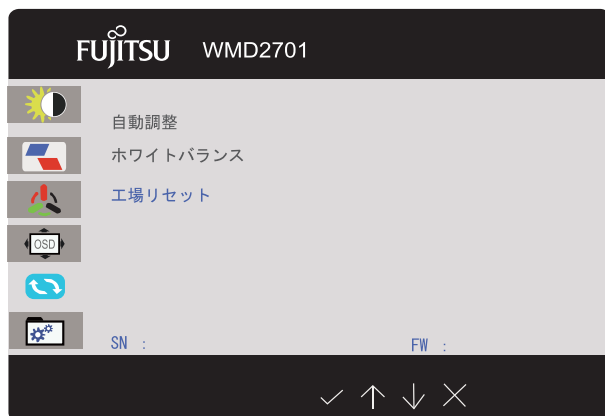 FUJITSU WMD2701
自動調整
ホワイトバランス
工場リセット
OSD
SN :
FW :